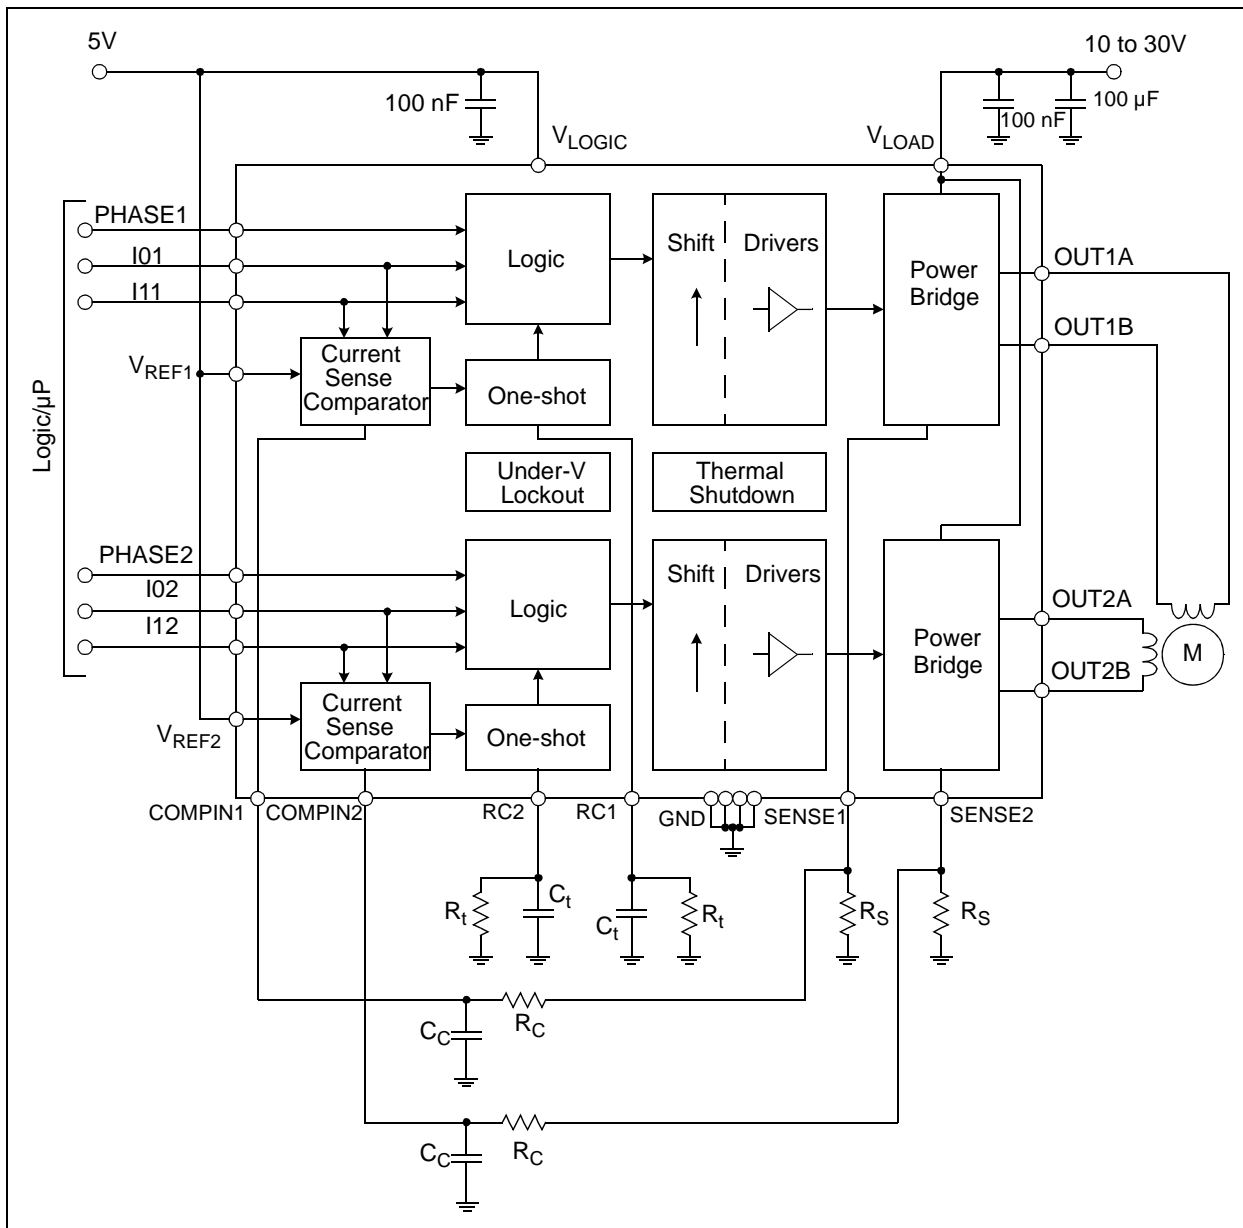 5V
10 to 30V
100 nF
100 nF
100 µF
VLOGIC
VLOAD
Logic/µP
PHASE1
I01
I11
VREF1
Logic
Shift
Drivers
Power
Bridge
OUT1A
OUT1B
Current
Sense
Comparator
One-shot
Under-V
Lockout
Thermal
Shutdown
PHASE2
I02
I12
VREF2
Logic
Shift
Drivers
Power
Bridge
OUT2A
OUT2B
M
Current
Sense
Comparator
One-shot
COMPIN1
COMPIN2
RC2
RC1
GND
SENSE1
SENSE2
Rt
Ct
Ct
Rt
RS
RS
CC
RC
CC
RC